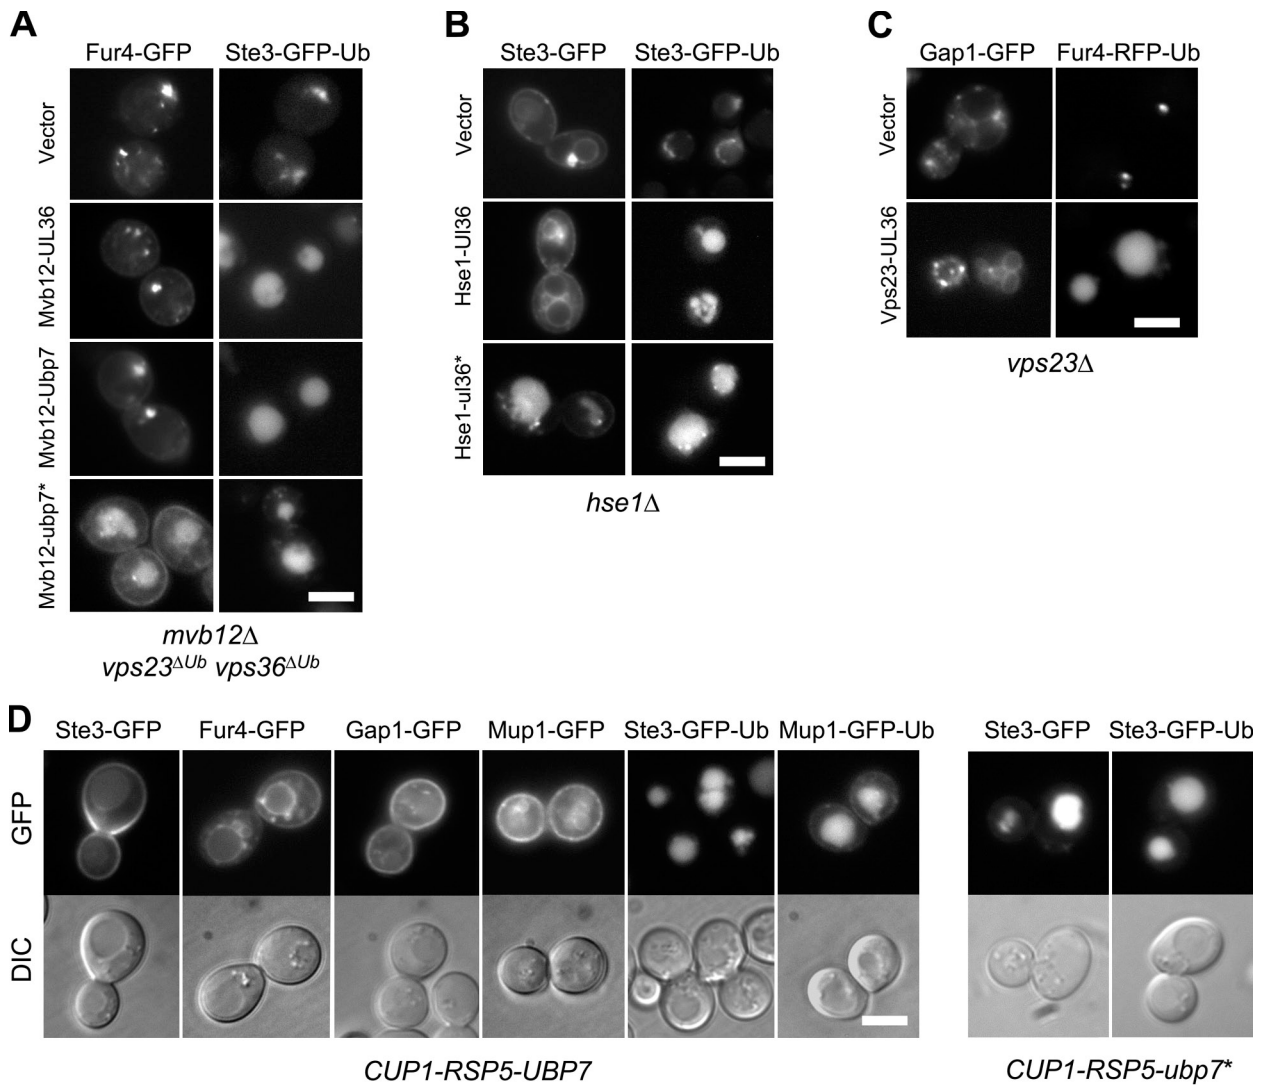 A
Fur4-GFP Ste3-GFP-Ub
Vector
Mvb12-UL36
Mvb12-Ubp7
Mvb12-ubp7*
mvb12Δ
vps23ΔUb vps36ΔUb
B
Ste3-GFP Ste3-GFP-Ub
Vector
Hse1-Ul36
Hse1-ul36*
hse1Δ
C
Gap1-GFP Fur4-RFP-Ub
Vector
Vps23-UL36
vps23Δ
D
Ste3-GFP Fur4-GFP Gap1-GFP Mup1-GFP Ste3-GFP-Ub Mup1-GFP-Ub Ste3-GFP Ste3-GFP-Ub
GFP
DIC
CUP1-RSP5-UBP7 CUP1-RSP5-ubp7*